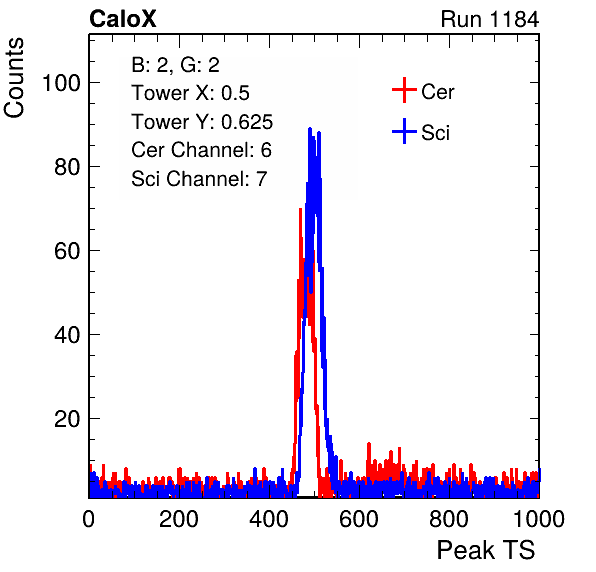 CaloX Run 1184
Counts
B: 2, G: 2
Tower X: 0.5
Tower Y: 0.625
Cer Channel: 6
Sci Channel: 7
Cer
Sci
100
80
60
40
20
0 200 400 600 800 1000
Peak TS